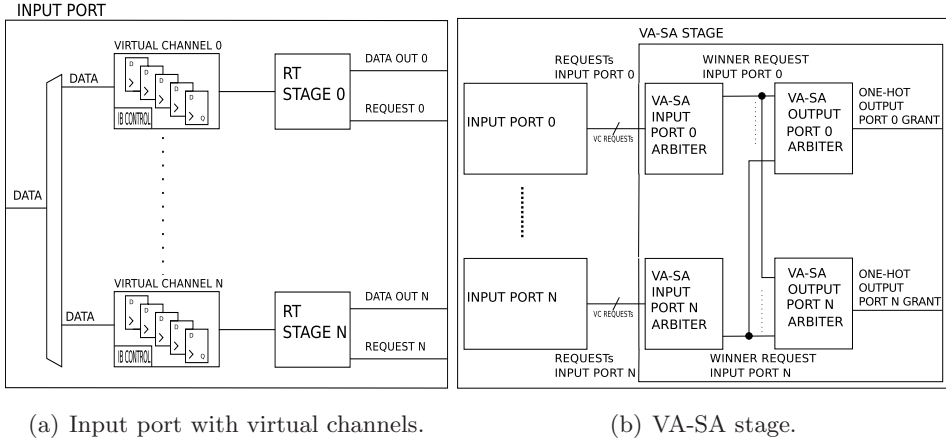 INPUT PORT
VIRTUAL CHANNEL 0
DATA
D
D
D
D
D
Q
IB CONTROL
RT
STAGE 0
DATA OUT 0
REQUEST 0
DATA
VIRTUAL CHANNEL N
DATA
D
D
D
D
D
Q
IB CONTROL
RT
STAGE N
DATA OUT N
REQUEST N
(a) Input port with virtual channels.
VA-SA STAGE
REQUESTs
INPUT PORT 0
WINNER REQUEST
INPUT PORT 0
INPUT PORT 0
VC REQUESTs
VA-SA
INPUT
PORT 0
ARBITER
VA-SA
OUTPUT
PORT 0
ARBITER
ONE-HOT
OUTPUT
PORT 0 GRANT
INPUT PORT N
VC REQUESTs
VA-SA
INPUT
PORT N
ARBITER
VA-SA
OUTPUT
PORT N
ARBITER
ONE-HOT
OUTPUT
PORT N GRANT
REQUESTs
INPUT PORT N
WINNER REQUEST
INPUT PORT N
(b) VA-SA stage.